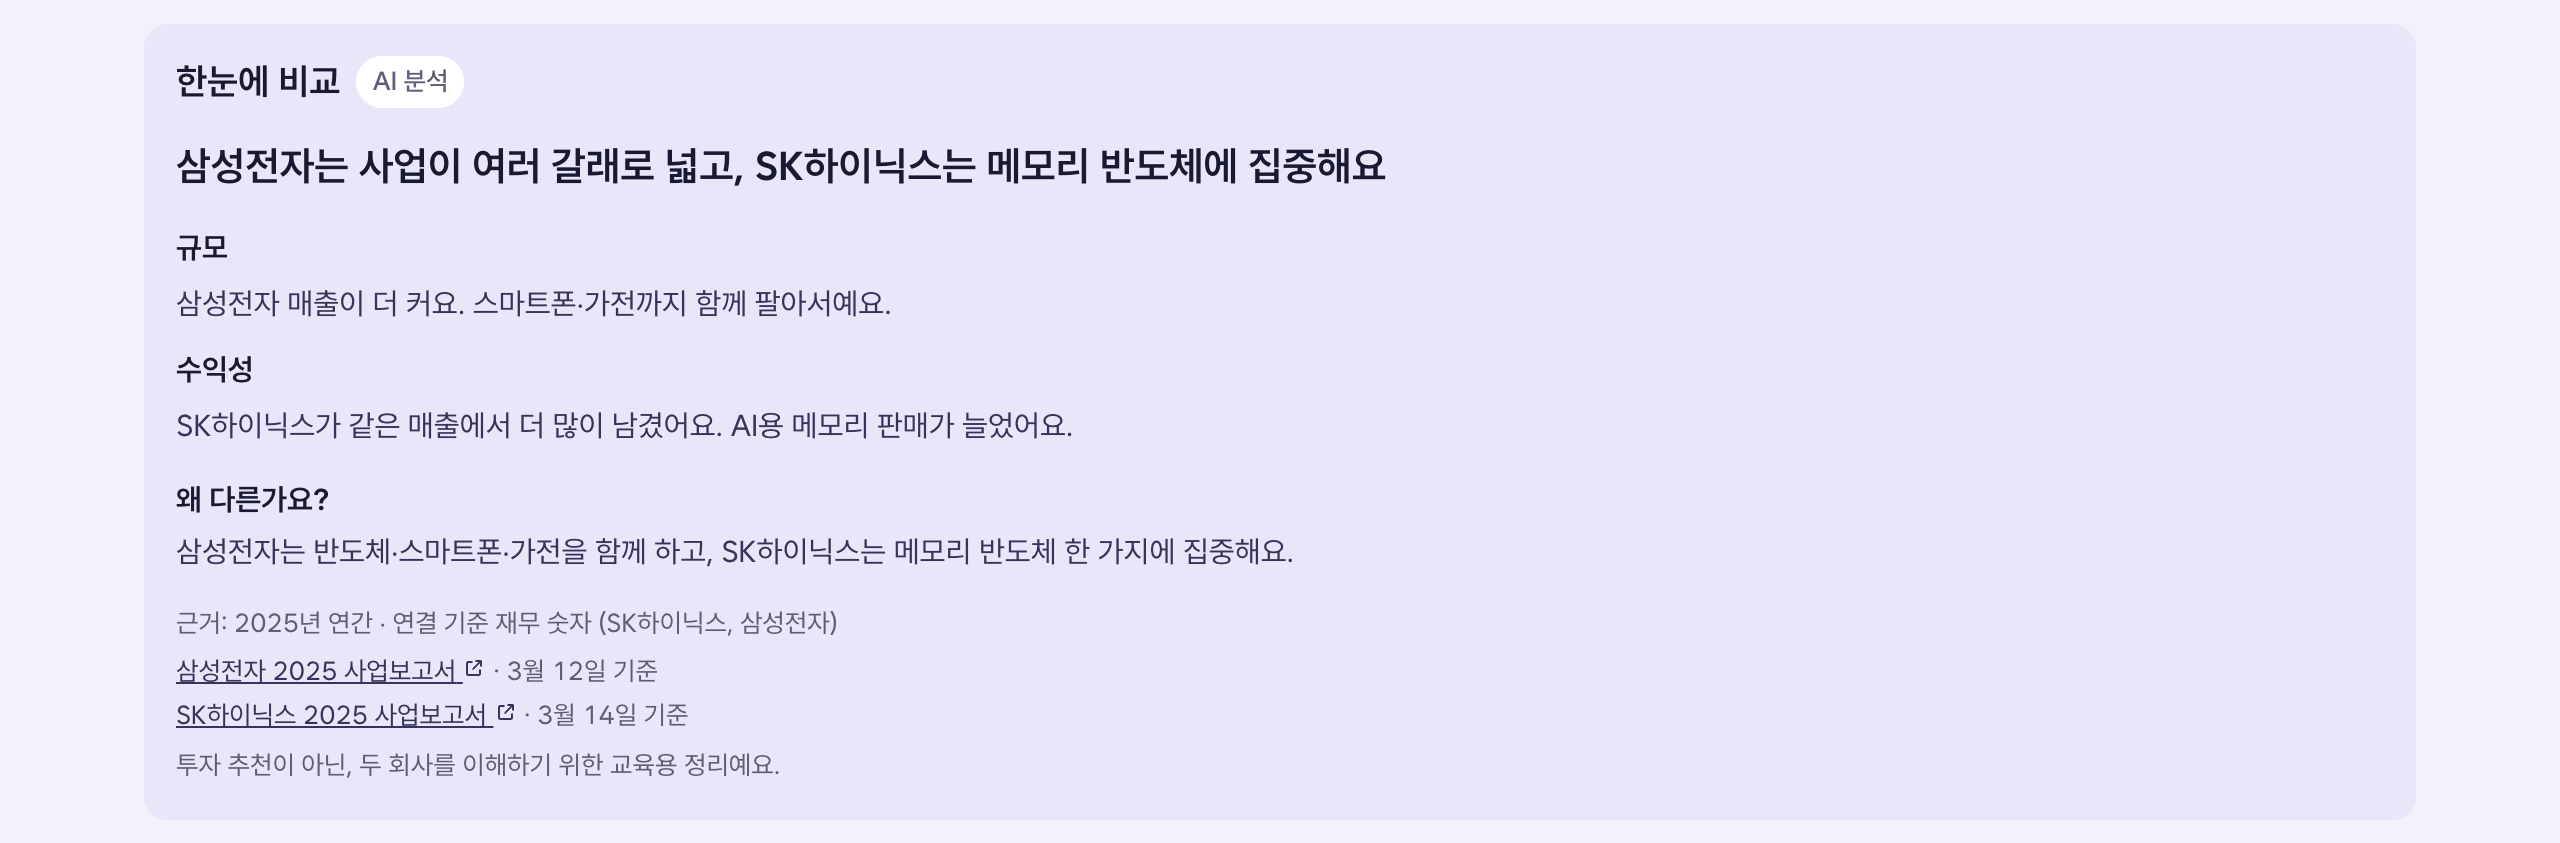 한눈에 비교 AI 분석
삼성전자는 사업이 여러 갈래로 넓고, SK하이닉스는 메모리 반도체에 집중해요
규모
삼성전자 매출이 더 커요. 스마트폰·가전까지 함께 팔아서예요.
수익성
SK하이닉스가 같은 매출에서 더 많이 남겼어요. AI용 메모리 판매가 늘었어요.
왜 다른가요?
삼성전자는 반도체·스마트폰·가전을 함께 하고, SK하이닉스는 메모리 반도체 한 가지에 집중해요.
근거: 2025년 연간 · 연결 기준 재무 숫자 (SK하이닉스, 삼성전자)
삼성전자 2025 사업보고서 · 3월 12일 기준
SK하이닉스 2025 사업보고서 · 3월 14일 기준
투자 추천이 아닌, 두 회사를 이해하기 위한 교육용 정리예요.